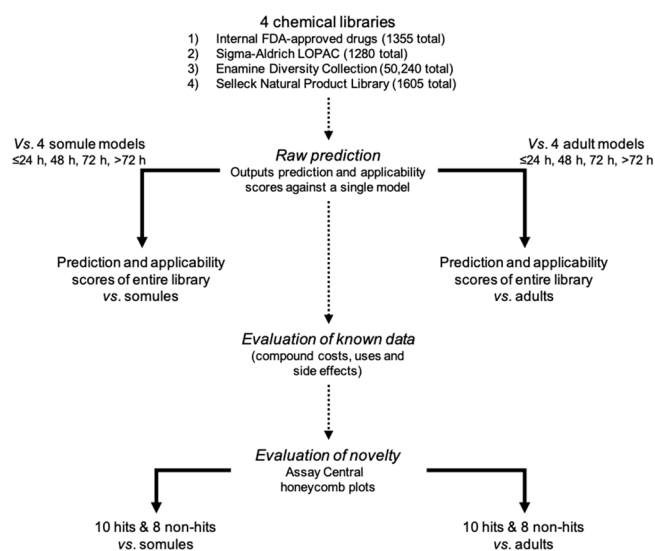 4 chemical libraries
1) Internal FDA-approved drugs (1355 total)
2) Sigma-Aldrich LOPAC (1280 total)
3) Enamine Diversity Collection (50,240 total)
4) Selleck Natural Product Library (1605 total)
Vs. 4 somule models
≤24 h, 48 h, 72 h, >72 h
Raw prediction
Outputs prediction and applicability
scores against a single model
Vs. 4 adult models
≤24 h, 48 h, 72 h, >72 h
Prediction and applicability
scores of entire library
vs. somules
Prediction and applicability
scores of entire library
vs. adults
Evaluation of known data
(compound costs, uses and
side effects)
Evaluation of novelty
Assay Central
honeycomb plots
10 hits & 8 non-hits
vs. somules
10 hits & 8 non-hits
vs. adults